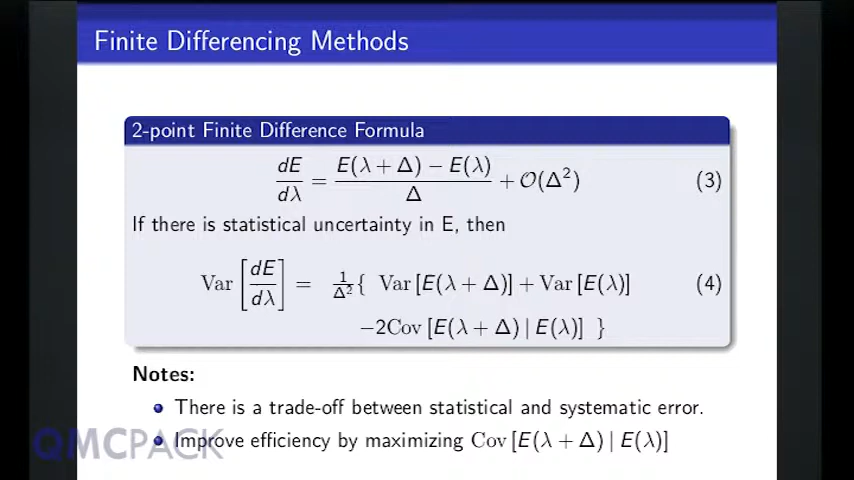 Finite Differencing Methods
2-point Finite Difference Formula
dE/dλ = E(λ + Δ) − E(λ)/Δ + 𝒪(Δ²) (3)
If there is statistical uncertainty in E, then
Var [dE/dλ] = 1/Δ² { Var [E(λ + Δ)] + Var [E(λ)] (4)
−2Cov [E(λ + Δ) | E(λ)] }
Notes:
There is a trade-off between statistical and systematic error.
Improve efficiency by maximizing Cov [E(λ + Δ) | E(λ)]
QMCPACK